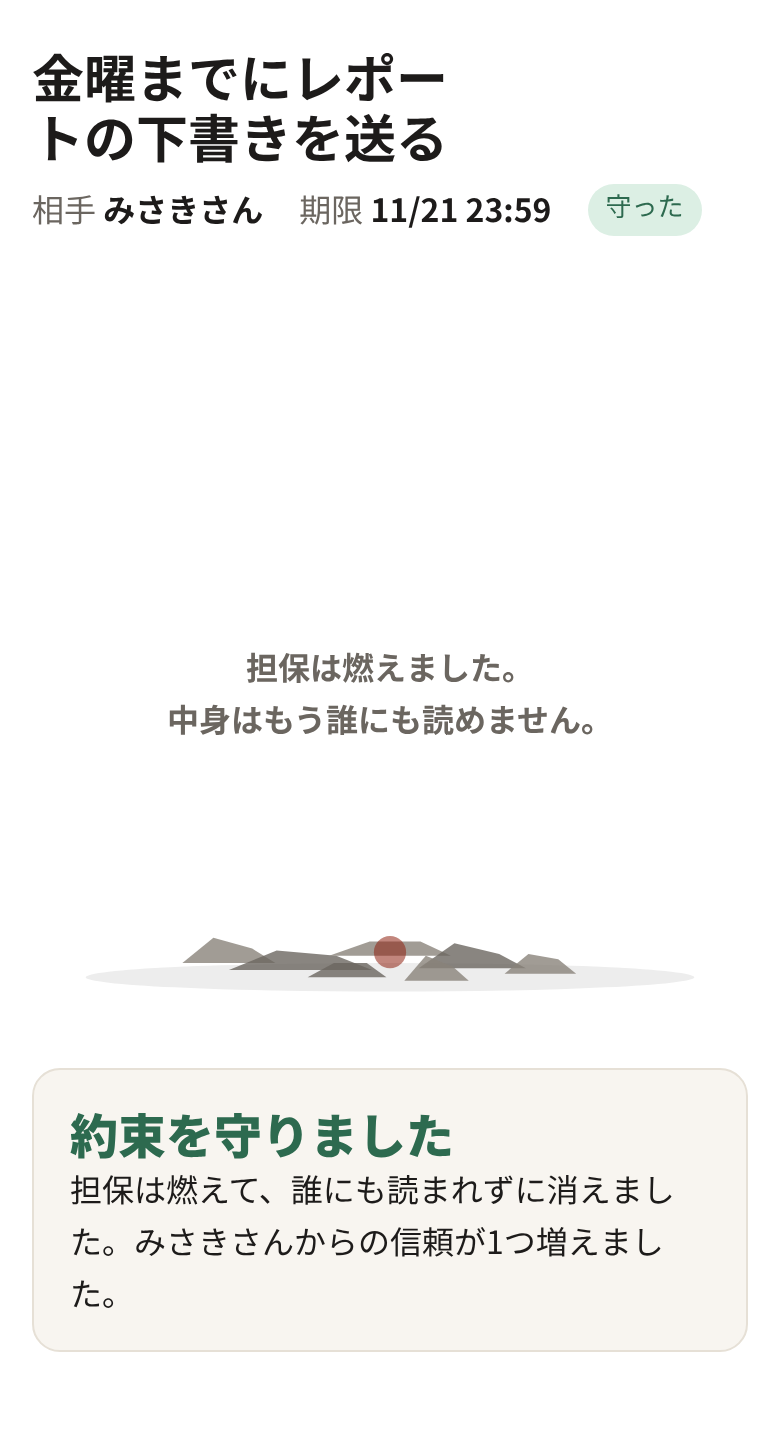 金曜までにレポー
トの下書きを送る
相手 みさきさん 期限 11/21 23:59 守った
担保は燃えました。
中身はもう誰にも読めません。
約束を守りました
担保は燃えて、誰にも読まれずに消えまし
た。みさきさんからの信頼が1つ増えまし
た。